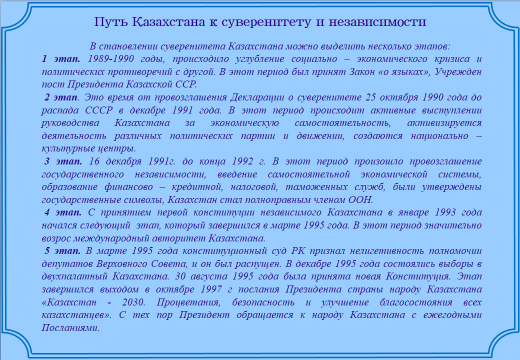 Путь Казахстана к суверенитету и независимости
В становлении суверенитета Казахстана можно выделить несколько этапов:
1 этап. 1989-1990 годы, происходило углубление социально – экономического кризиса и
политических противоречий с другой. В этот период был принят Закон «о языках», Учрежден
пост Президента Казахской ССР.
2 этап. Это время от провозглашения Декларации о суверенитете 25 октября 1990 года до
распада СССР в декабре 1991 года. В этот период происходит активные выступлении
руководства Казахстана за экономическую самостоятельность, активизируется
деятельность различных политических партии и движении, создаются национально –
культурные центры.
3 этап. 16 декабря 1991г. до конца 1992 г. В этот период произошло провозглашение
государственного независимости, введение самостоятельной экономической системы,
образование финансово – кредитной, налоговой, таможенных служб, были утверждены
государственные символы, Казахстан стал полноправным членом ООН.
4 этап. С принятием первой конституции независимого Казахстана в январе 1993 года
начался следующий этап, который завершился в марте 1995 года. В этот период значительно
возрос международный авторитет Казахстана.
5 этап. В марте 1995 года конституционный суд РК признал нелигетивность полномочии
депутатов Верховного Совета, и он был распущен. В декабре 1995 года состоялись выборы в
двухпалатный Казахстана. 30 августа 1995 года была принята новая Конституция. Этап
завершился выходом в октябре 1997 г послания Президента страны народу Казахстана
«Казахстан - 2030. Процветания, безопасность и улучшение благосостояния всех
казахстанцев». С тех пор Президент обращается к народу Казахстана с ежегодными
Посланиями.